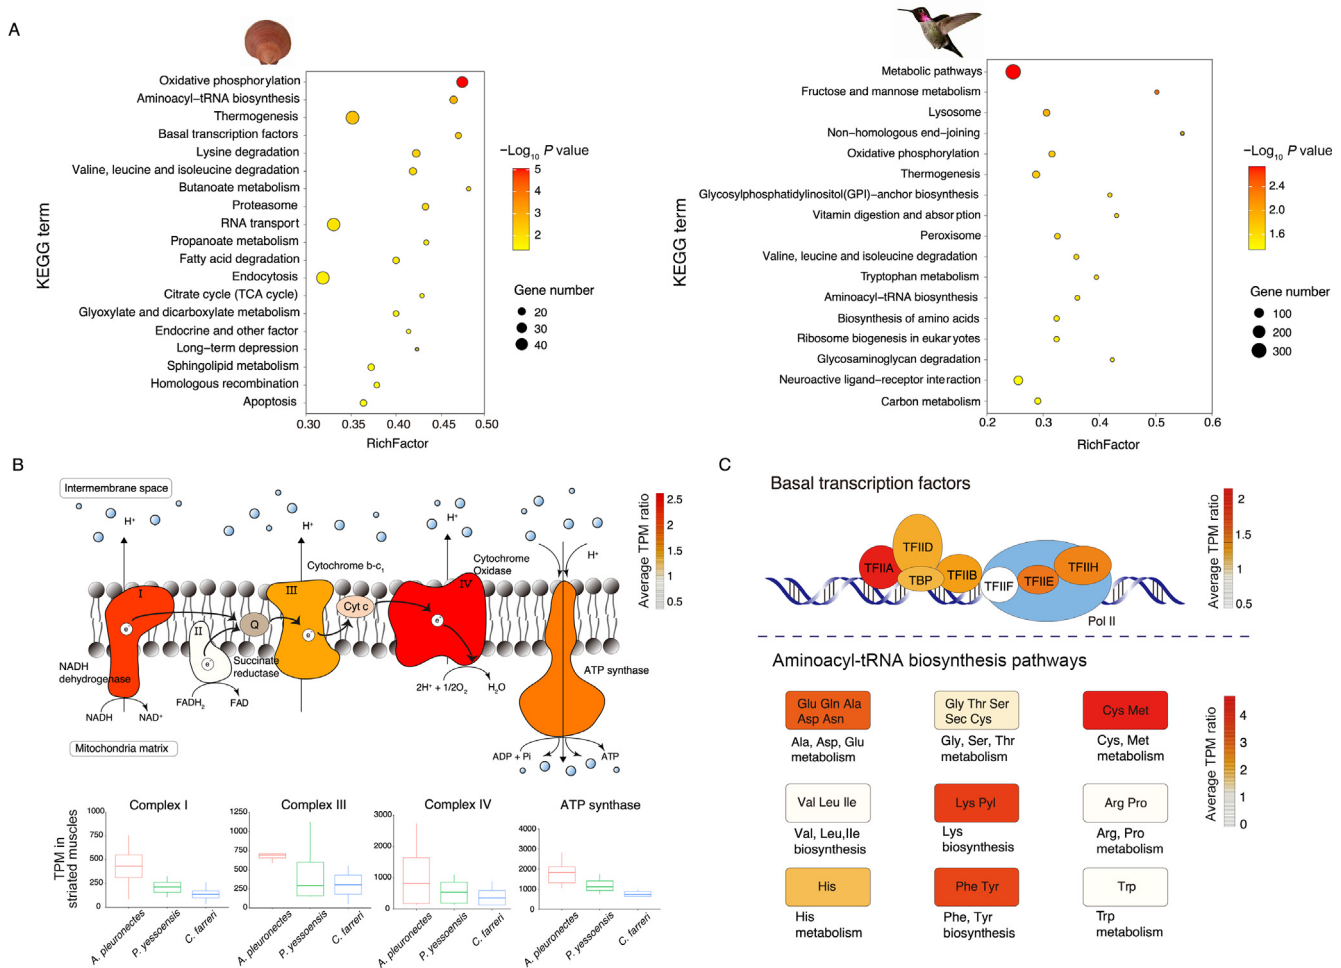 A
Oxidative phosphorylation
Aminoacyl−tRNA biosynthesis
Thermogenesis
Basal transcription factors
Lysine degradation
Valine, leucine and isoleucine degradation
Butanoate metabolism
Proteasome
RNA transport
Propanoate metabolism
Fatty acid degradation
Endocytosis
Citrate cycle (TCA cycle)
Glyoxylate and dicarboxylate metabolism
Endocrine and other factor
Long−term depression
Sphingolipid metabolism
Homologous recombination
Apoptosis
KEGG term
0.30 0.35 0.40 0.45 0.50
RichFactor
−Log10 P value
5
4
3
2
Gene number
20
30
40
Metabolic pathways
Fructose and mannose metabolism
Lysosome
Non−homologous end−joining
Oxidative phosphorylation
Thermogenesis
Glycosylphosphatidylinositol(GPI)−anchor biosynthesis
Vitamin digestion and absorption
Peroxisome
Valine, leucine and isoleucine degradation
Tryptophan metabolism
Aminoacyl−tRNA biosynthesis
Biosynthesis of amino acids
Ribosome biogenesis in eukaryotes
Glycosaminoglycan degradation
Neuroactive ligand−receptor interaction
Carbon metabolism
KEGG term
0.2 0.3 0.4 0.5 0.6
RichFactor
−Log10 P value
2.4
2.0
1.6
Gene number
100
200
300
B
Intermembrane space
H+
H+
H+
H+
Cytochrome b-c1
Cytochrome
Oxidase
I
II
III
IV
Q
Cyt c
e-
e-
e-
e-
NADH
dehydrogenase
Succinate
reductase
ATP synthase
NADH
NAD+
FADH2
FAD
2H+ + 1/2O2
H2O
ADP + Pi
ATP
Mitochondria matrix
Average TPM ratio
2.5
2
1.5
1
0.5
Complex I
Complex III
Complex IV
ATP synthase
TPM in
striated muscles
1000
750
500
250
0
1250
1000
750
500
250
0
3000
2000
1000
0
4000
3000
2000
1000
0
A. pleuronectes
P. yessoensis
C. farreri
A. pleuronectes
P. yessoensis
C. farreri
A. pleuronectes
P. yessoensis
C. farreri
A. pleuronectes
P. yessoensis
C. farreri
C
Basal transcription factors
TFIIA
TFIID
TBP
TFIIB
TFIIF
TFIIE
TFIIH
Pol II
Average TPM ratio
2
1.5
1
0.5
Aminoacyl-tRNA biosynthesis pathways
Glu Gln Ala
Asp Asn
Ala, Asp, Glu
metabolism
Gly Thr Ser
Sec Cys
Gly, Ser, Thr
metabolism
Cys Met
Cys, Met
metabolism
Val Leu Ile
Val, Leu,Ile
biosynthesis
Lys Pyl
Lys
biosynthesis
Arg Pro
Arg, Pro
metabolism
His
His
metabolism
Phe Tyr
Phe, Tyr
biosynthesis
Trp
Trp
metabolism
Average TPM ratio
4
3
2
1
0